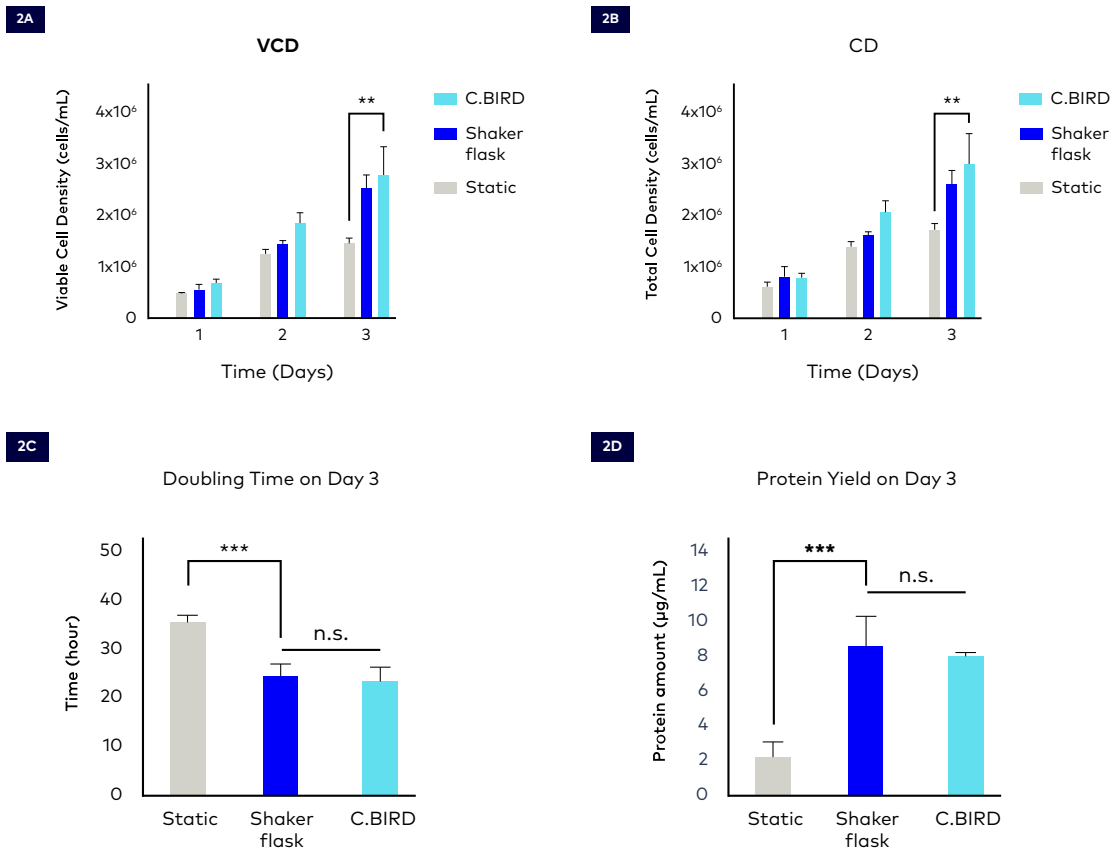 2A
VCD
Viable Cell Density (cells/mL)
4x10⁶
3x10⁶
2x10⁶
1x10⁶
0
**
1
2
3
Time (Days)
C.BIRD
Shaker
flask
Static
2B
CD
Total Cell Density (cells/mL)
4x10⁶
3x10⁶
2x10⁶
1x10⁶
0
**
1
2
3
Time (Days)
C.BIRD
Shaker
flask
Static
2C
Doubling Time on Day 3
Time (hour)
50
40
30
20
10
0
***
n.s.
Static
Shaker
flask
C.BIRD
2D
Protein Yield on Day 3
Protein amount (µg/mL)
14
12
10
8
6
4
2
0
***
n.s.
Static
Shaker
flask
C.BIRD